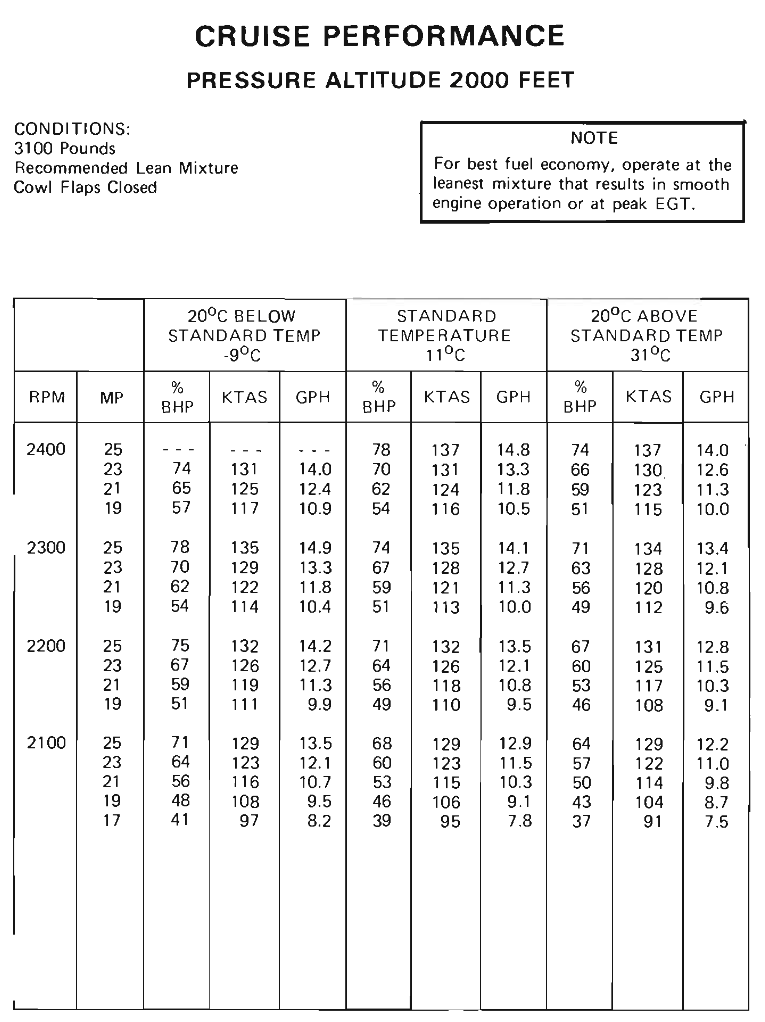 CRUISE PERFORMANCE
PRESSURE ALTITUDE 2000 FEET
CONDITIONS:
3100 Pounds
Recommended Lean Mixture
Cowl Flaps Closed
NOTE
For best fuel economy, operate at the
leanest mixture that results in smooth
engine operation or at peak EGT.
20°C BELOW STANDARD 20°C ABOVE
STANDARD TEMP TEMPERATURE STANDARD TEMP
-9°C 11°C 31°C
RPM MP % BHP KTAS GPH % BHP KTAS GPH % BHP KTAS GPH
2400 25 - - - - - - - - - 78 137 14.8 74 137 14.0
23 74 131 14.0 70 131 13.3 66 130 12.6
21 65 125 12.4 62 124 11.8 59 123 11.3
19 57 117 10.9 54 116 10.5 51 115 10.0
2300 25 78 135 14.9 74 135 14.1 71 134 13.4
23 70 129 13.3 67 128 12.7 63 128 12.1
21 62 122 11.8 59 121 11.3 56 120 10.8
19 54 114 10.4 51 113 10.0 49 112 9.6
2200 25 75 132 14.2 71 132 13.5 67 131 12.8
23 67 126 12.7 64 126 12.1 60 125 11.5
21 59 119 11.3 56 118 10.8 53 117 10.3
19 51 111 9.9 49 110 9.5 46 108 9.1
2100 25 71 129 13.5 68 129 12.9 64 129 12.2
23 64 123 12.1 60 123 11.5 57 122 11.0
21 56 116 10.7 53 115 10.3 50 114 9.8
19 48 108 9.5 46 106 9.1 43 104 8.7
17 41 97 8.2 39 95 7.8 37 91 7.5